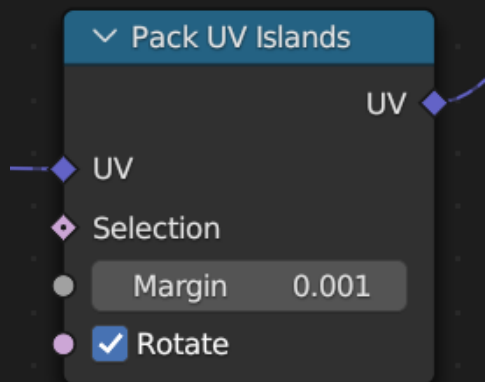 Pack UV Islands
UV
UV
Selection
Margin 0.001
Rotate